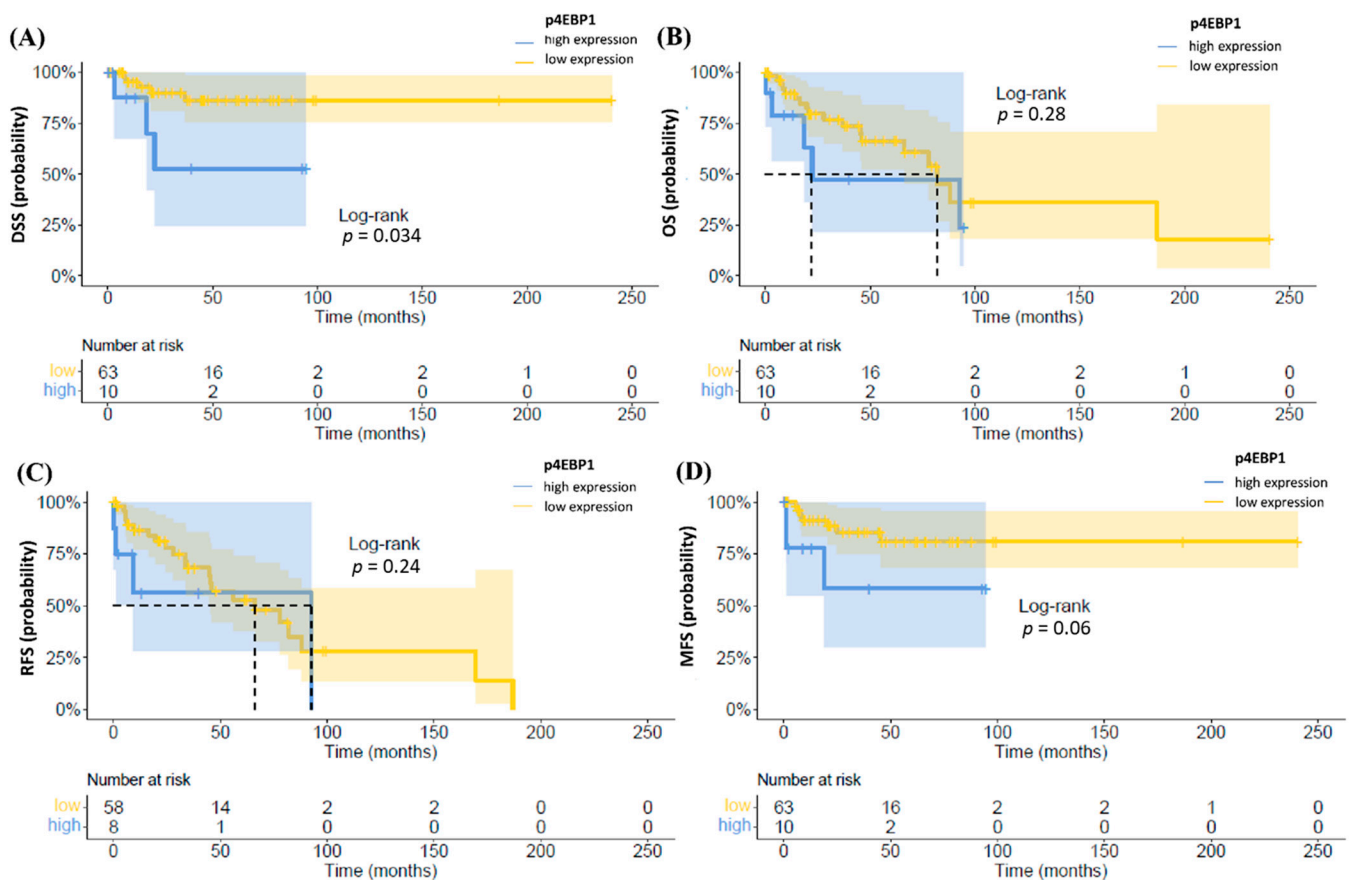 (A)
p4EBP1
high expression
low expression
100%
75%
50%
25%
0%
DSS (probability)
Log-rank
p = 0.034
0 50 100 150 200 250
Time (months)
Number at risk
low 63 16 2 2 1 0
high 10 2 0 0 0 0
0 50 100 150 200 250
Time (months)
(B)
p4EBP1
high expression
low expression
100%
75%
50%
25%
0%
OS (probability)
Log-rank
p = 0.28
0 50 100 150 200 250
Time (months)
Number at risk
low 63 16 2 2 1 0
high 10 2 0 0 0 0
0 50 100 150 200 250
Time (months)
(C)
p4EBP1
high expression
low expression
100%
75%
50%
25%
0%
RFS (probability)
Log-rank
p = 0.24
0 50 100 150 200 250
Time (months)
Number at risk
low 58 14 2 2 0 0
high 8 1 0 0 0 0
0 50 100 150 200 250
Time (months)
(D)
p4EBP1
high expression
low expression
100%
75%
50%
25%
0%
MFS (probability)
Log-rank
p = 0.06
0 50 100 150 200 250
Time (months)
Number at risk
low 63 16 2 2 1 0
high 10 2 0 0 0 0
0 50 100 150 200 250
Time (months)